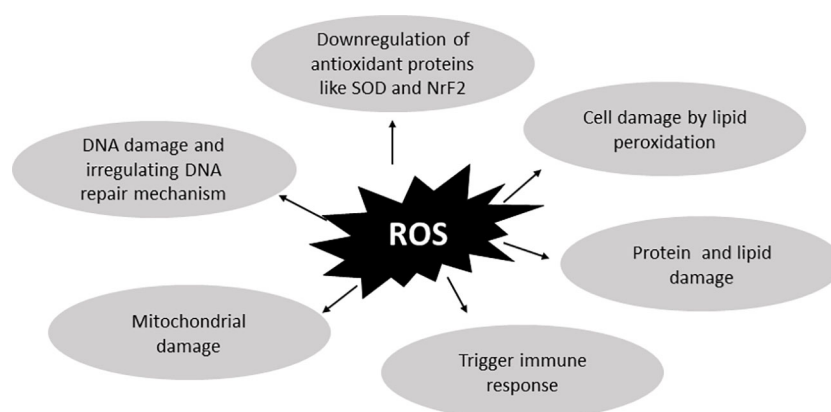 Downregulation of
antioxidant proteins
like SOD and NrF2
Cell damage by lipid
peroxidation
DNA damage and
irregulating DNA
repair mechanism
ROS
Protein and lipid
damage
Mitochondrial
damage
Trigger immune
response